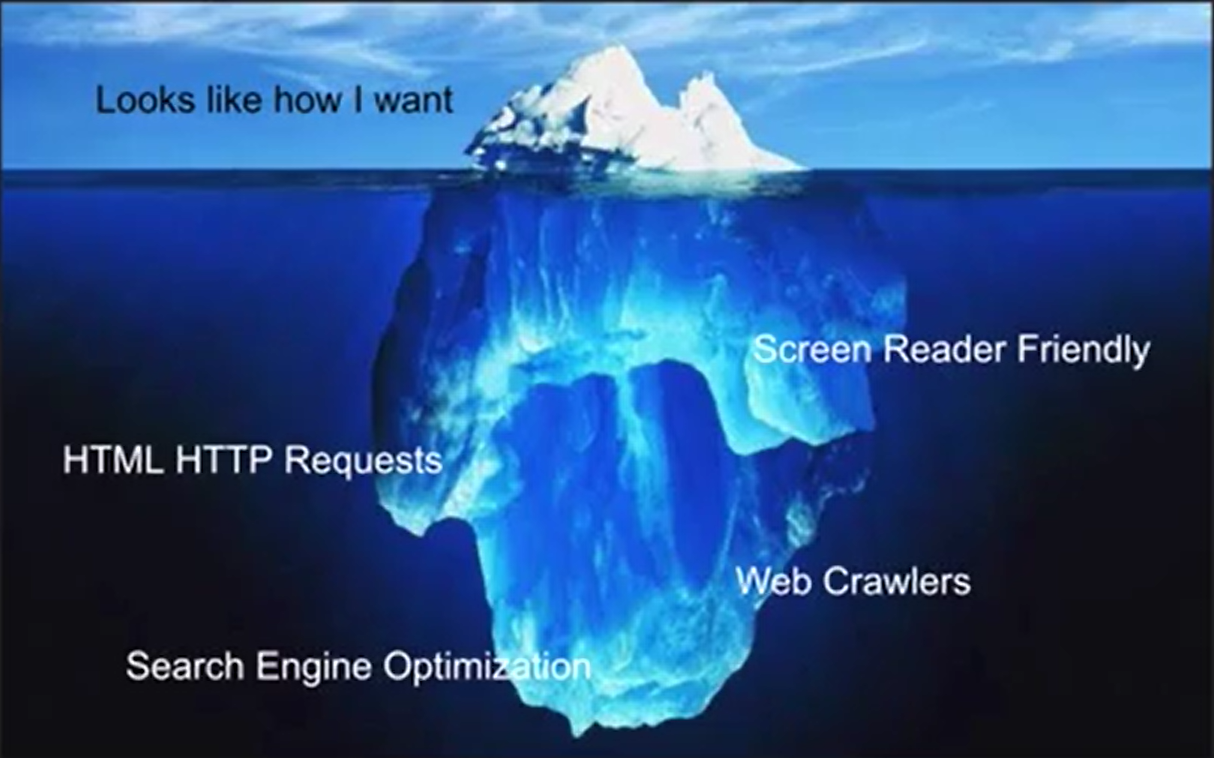 Looks like how I want
Screen Reader Friendly
HTML HTTP Requests
Web Crawlers
Search Engine Optimization